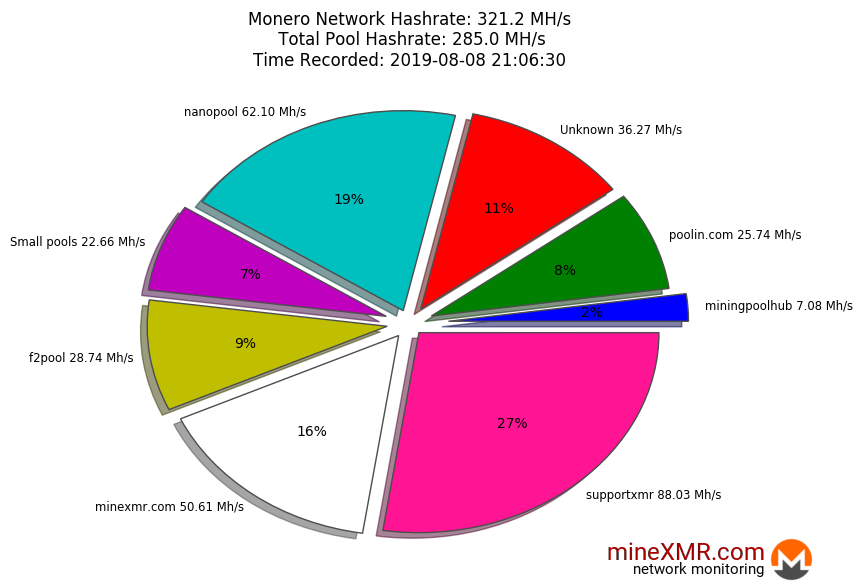 Monero Network Hashrate: 321.2 MH/s
Total Pool Hashrate: 285.0 MH/s
Time Recorded: 2019-08-08 21:06:30
nanopool 62.10 Mh/s
Unknown 36.27 Mh/s
19%
11%
poolin.com 25.74 Mh/s
Small pools 22.66 Mh/s
7%
8%
miningpoolhub 7.08 Mh/s
2%
f2pool 28.74 Mh/s
9%
16%
27%
minexmr.com 50.61 Mh/s
supportxmr 88.03 Mh/s
mineXMR.com
network monitoring